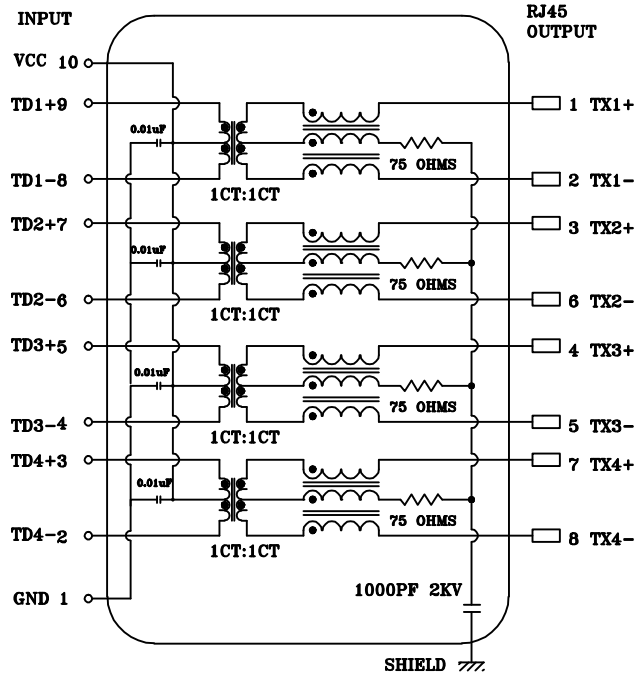 INPUT
RJ45
OUTPUT
VCC 10
TD1+9
1 TX1+
0.01uF
75 OHMS
TD1-8
2 TX1-
1CT:1CT
TD2+7
3 TX2+
0.01uF
75 OHMS
TD2-6
6 TX2-
1CT:1CT
TD3+5
4 TX3+
0.01uF
75 OHMS
TD3-4
5 TX3-
1CT:1CT
TD4+3
7 TX4+
0.01uF
75 OHMS
TD4-2
8 TX4-
1CT:1CT
1000PF 2KV
GND 1
SHIELD